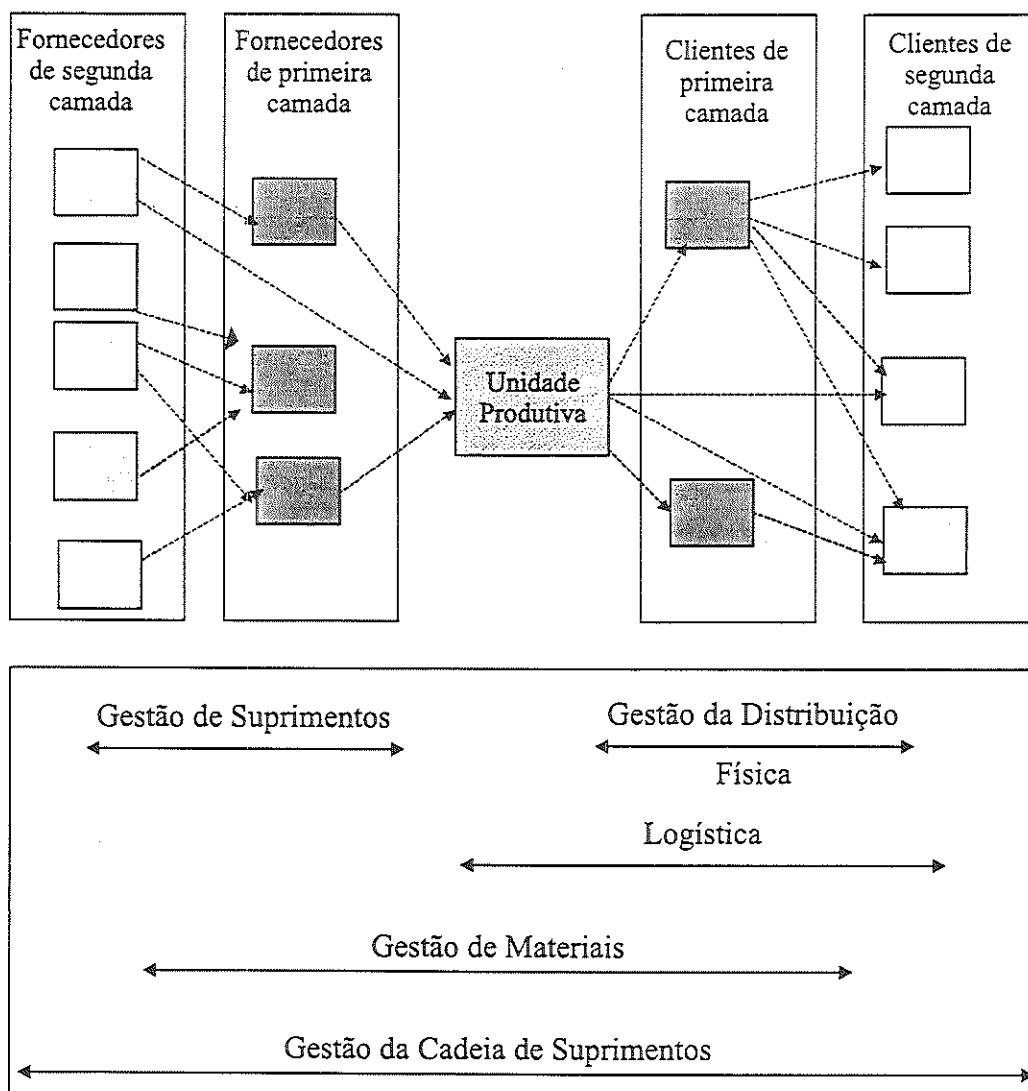 Fornecedores
de segunda
camada
Fornecedores
de primeira
camada
Clientes de
primeira
camada
Clientes de
segunda
camada
Unidade
Produtiva
Gestão de Suprimentos
Gestão da Distribuição
Física
Logística
Gestão de Materiais
Gestão da Cadeia de Suprimentos